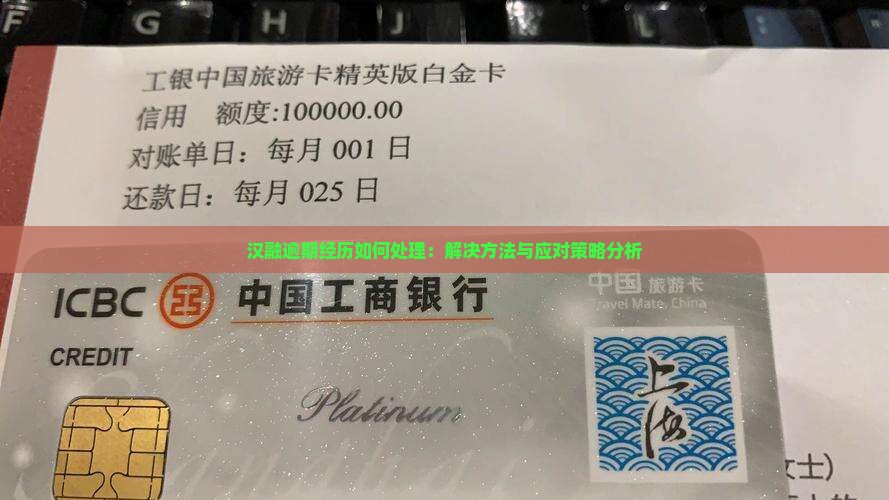 F G H J
工银中国旅游卡精英版白金卡
信用 额度:100000.00
对账单日：每月 001 日
还款日：每月 025 日
汉融逾期经历如何处理：解决方法与应对策略分析
ICBC 中国工商银行
中国 旅游卡
Travel Mate, China
CREDIT
Platinum
上海
女士)